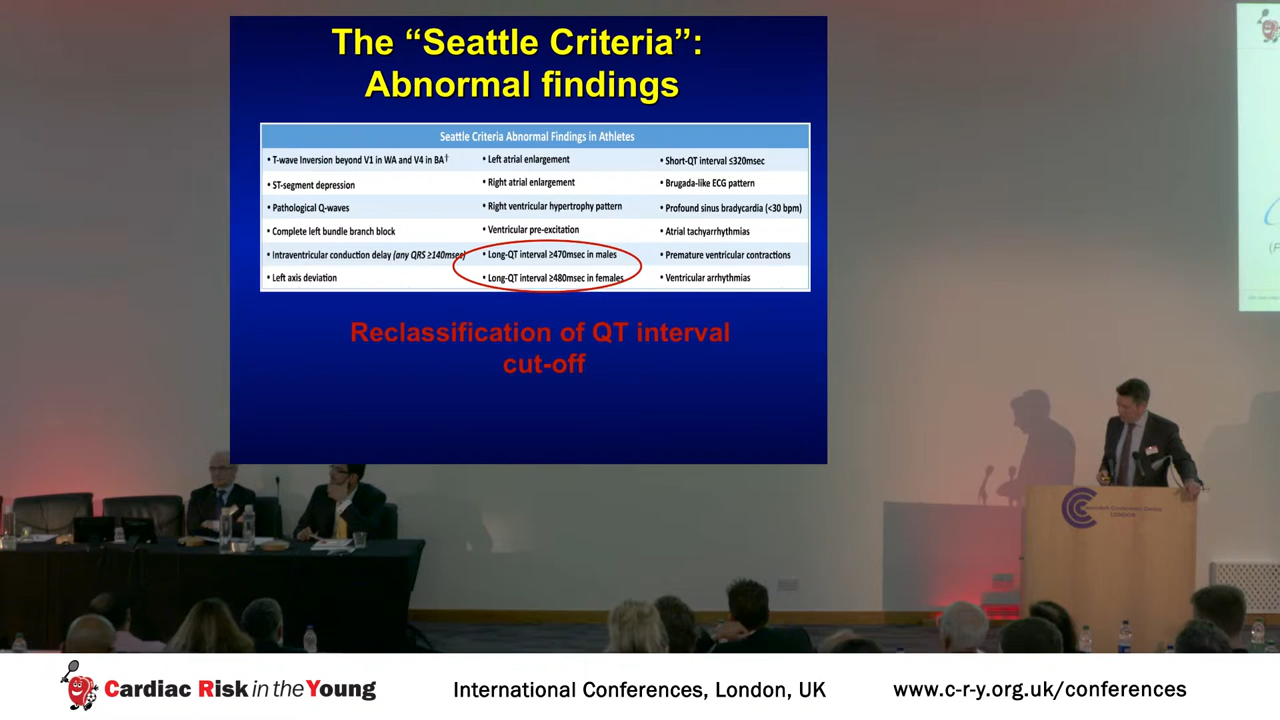 The “Seattle Criteria”:
Abnormal findings
Seattle Criteria Abnormal Findings in Athletes
• T-wave Inversion beyond V1 in WA and V4 in BA†
• Left atrial enlargement
• Short-QT interval ≤320msec
• ST-segment depression
• Right atrial enlargement
• Brugada-like ECG pattern
• Pathological Q-waves
• Right ventricular hypertrophy pattern
• Profound sinus bradycardia (<30 bpm)
• Complete left bundle branch block
• Ventricular pre-excitation
• Atrial tachyarrhythmias
• Intraventricular conduction delay (any QRS ≥140msec)
• Long-QT interval ≥470msec in males
• Premature ventricular contractions
• Left axis deviation
• Long-QT interval ≥480msec in females
• Ventricular arrhythmias
Reclassification of QT interval
cut-off
Cardiac Risk in the Young
International Conferences, London, UK
www.c-r-y.org.uk/conferences